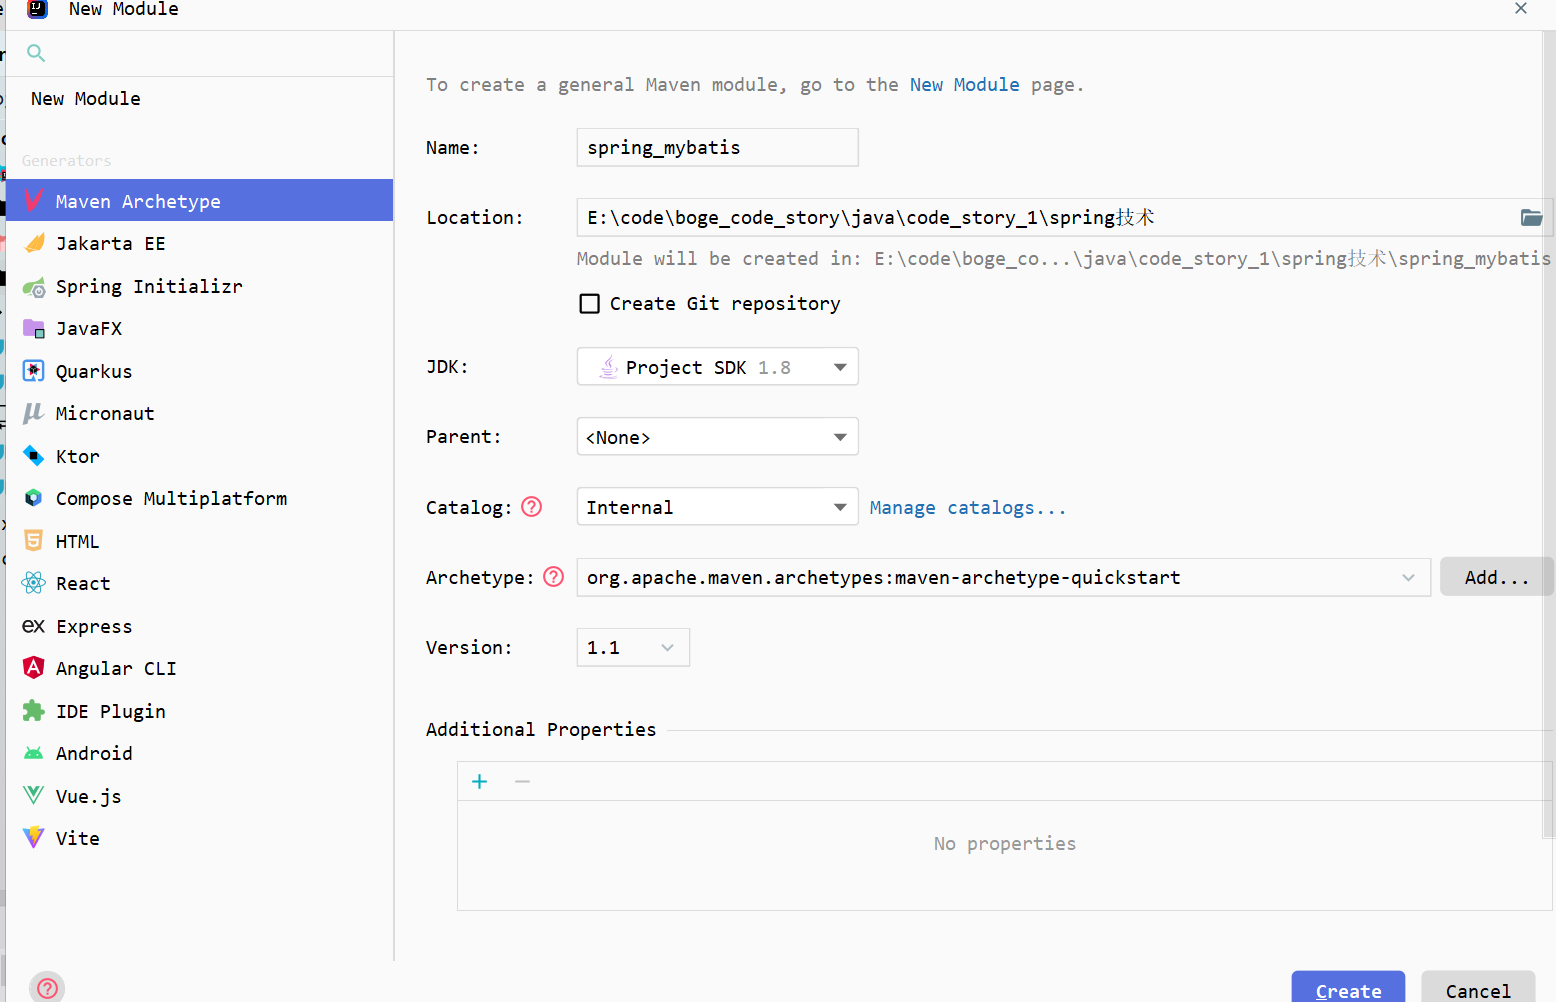 New Module
New Module
Generators
Maven Archetype
Jakarta EE
Spring Initializr
JavaFX
Quarkus
Micronaut
Ktor
Compose Multiplatform
HTML
React
Express
Angular CLI
IDE Plugin
Android
Vue.js
Vite
To create a general Maven module, go to the New Module page.
Name: spring_mybatis
Location: E:\code\boge_code_story\java\code_story_1\spring技术
Module will be created in: E:\code\boge_co...\java\code_story_1\spring技术\spring_mybatis
Create Git repository
JDK: Project SDK 1.8
Parent: <None>
Catalog: ? Internal Manage catalogs...
Archetype: ? org.apache.maven.archetypes:maven-archetype-quickstart Add...
Version: 1.1
Additional Properties
+ −
No properties
? Create Cancel